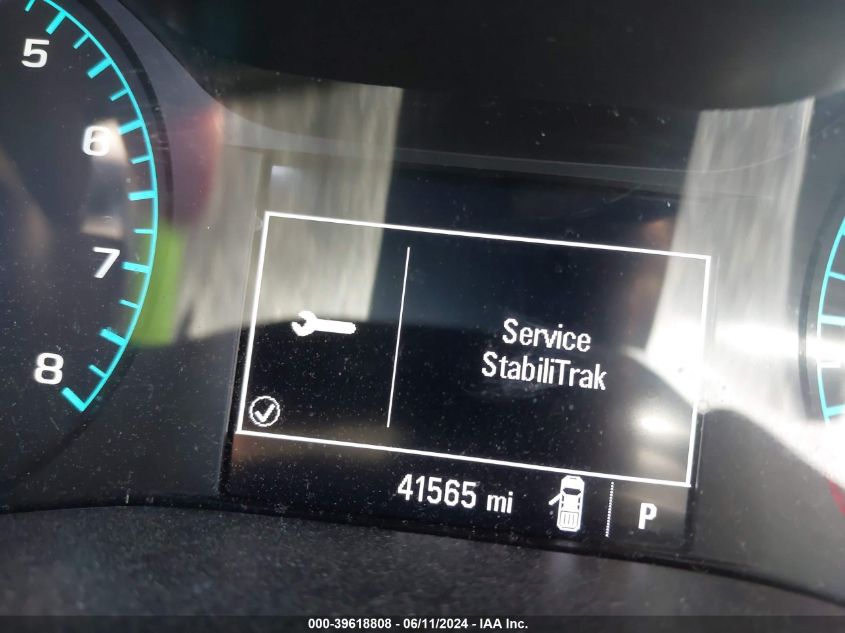 5
6
7
8
Service
StabiliTrak
41565 mi
P
000-39618808 - 06/11/2024 - IAA Inc.